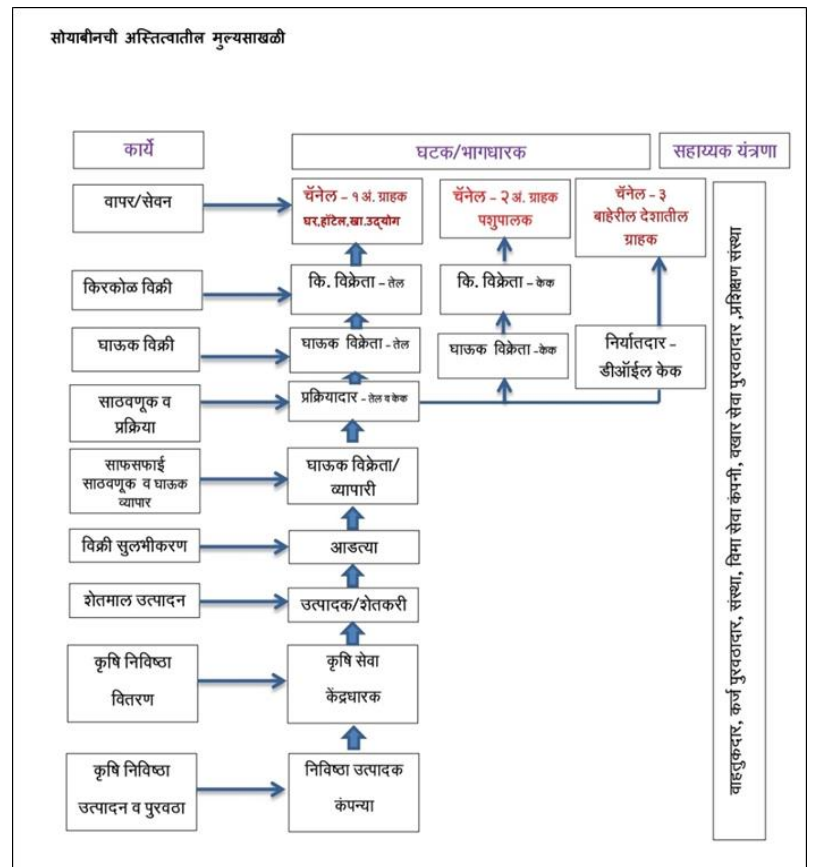 सोयाबीनची अस्तित्वातील मुल्यसाखळी
कार्ये
घटक/भागधारक
सहाय्यक यंत्रणा
वापर/सेवन
चॅनेल – १ अं. ग्राहक
घर,हॉटेल,खा.उद्योग
चॅनेल – २ अं. ग्राहक
पशुपालक
चॅनेल – ३
बाहेरील देशातील
ग्राहक
किरकोळ विक्री
कि. विक्रेता – तेल
कि. विक्रेता – केक
घाऊक विक्री
घाऊक विक्रेता - तेल
घाऊक विक्रेता -केक
निर्यातदार –
डीऑईल केक
साठवणूक व
प्रक्रिया
प्रक्रियादार – तेल व केक
साफसफाई
साठवणूक व घाऊक
व्यापार
घाऊक विक्रेता/
व्यापारी
विक्री सुलभीकरण
आडत्या
शेतमाल उत्पादन
उत्पादक/शेतकरी
कृषि निविष्ठा
वितरण
कृषि सेवा
केंद्रधारक
कृषि निविष्ठा
उत्पादन व पुरवठा
निविष्ठा उत्पादक
कंपन्या
वाहतुकदार, कर्ज पुरवठादार, संस्था, विमा सेवा कंपनी, वखार सेवा पुरवठादार ,प्रशिक्षण संस्था